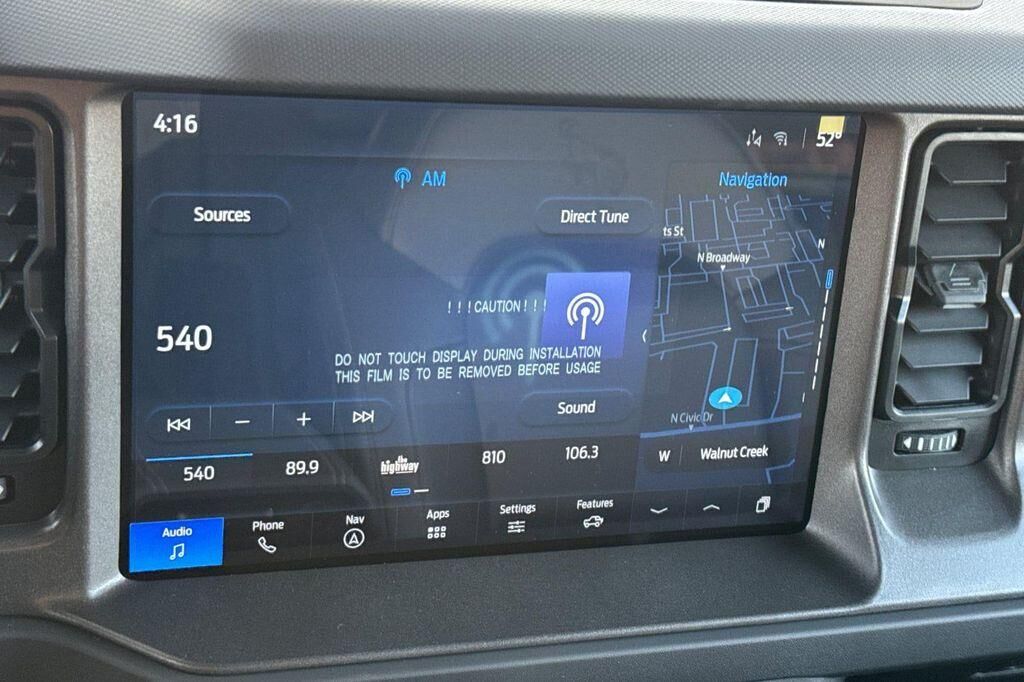 4:16
52°
AM
Navigation
Sources
Direct Tune
ts St
N Broadway
N
! ! ! CAUTION ! ! !
540
DO NOT TOUCH DISPLAY DURING INSTALLATION
THIS FILM IS TO BE REMOVED BEFORE USAGE
Sound
N Civic Dr
W
Walnut Creek
540
89.9
the highway
810
106.3
Audio
Phone
Nav
Apps
Settings
Features